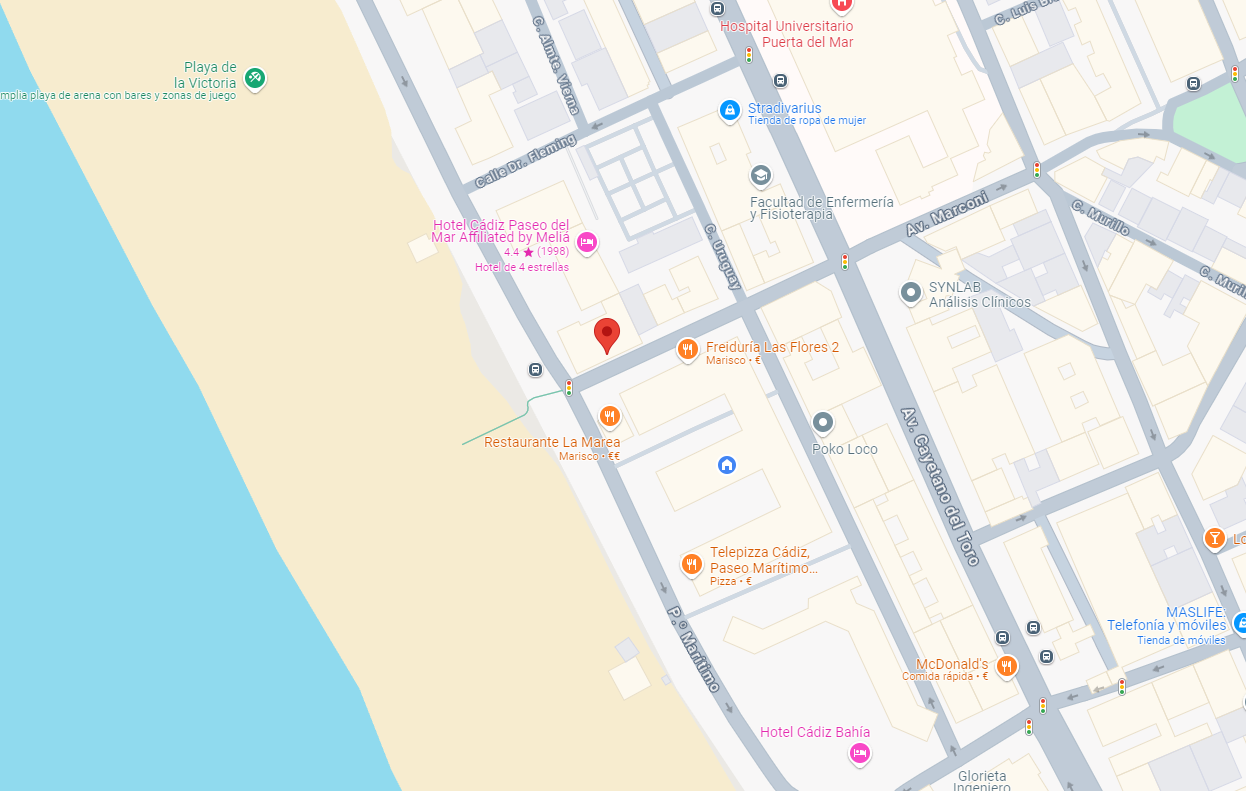 C. Luis
Hospital Universitario
Puerta del Mar
C. Almte. Vierna
Playa de
la Victoria
mplia playa de arena con bares y zonas de juego
Stradivarius
Tienda de ropa de mujer
Calle Dr. Fleming
Facultad de Enfermería
y Fisioterapia
Av. Marconi
C. Murillo
Hotel Cádiz Paseo del
Mar Affiliated by Meliá
4.4 ★ (1998)
Hotel de 4 estrellas
C. Uruguay
C. Murillo
SYNLAB
Análisis Clínicos
Freiduría Las Flores 2
Marisco • €
Restaurante La Marea
Marisco • €€
Poko Loco
Av. Cayetano del Toro
Lo
Telepizza Cádiz,
Paseo Marítimo...
Pizza • €
P.º Marítimo
MASLIFE:
Telefonía y móviles
Tienda de móviles
McDonald's
Comida rápida • €
Hotel Cádiz Bahía
Glorieta
Ingeniero